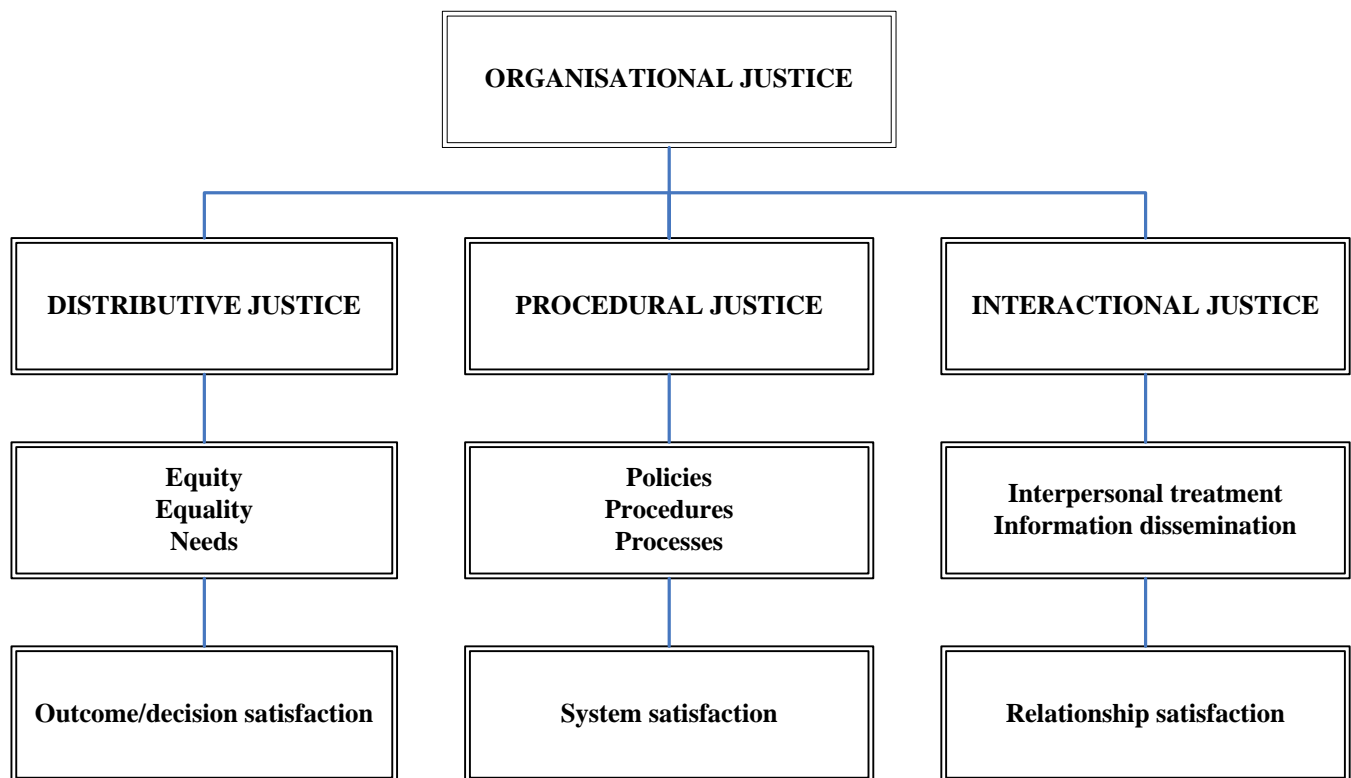 ORGANISATIONAL JUSTICE
DISTRIBUTIVE JUSTICE
PROCEDURAL JUSTICE
INTERACTIONAL JUSTICE
Equity
Equality
Needs
Policies
Procedures
Processes
Interpersonal treatment
Information dissemination
Outcome/decision satisfaction
System satisfaction
Relationship satisfaction